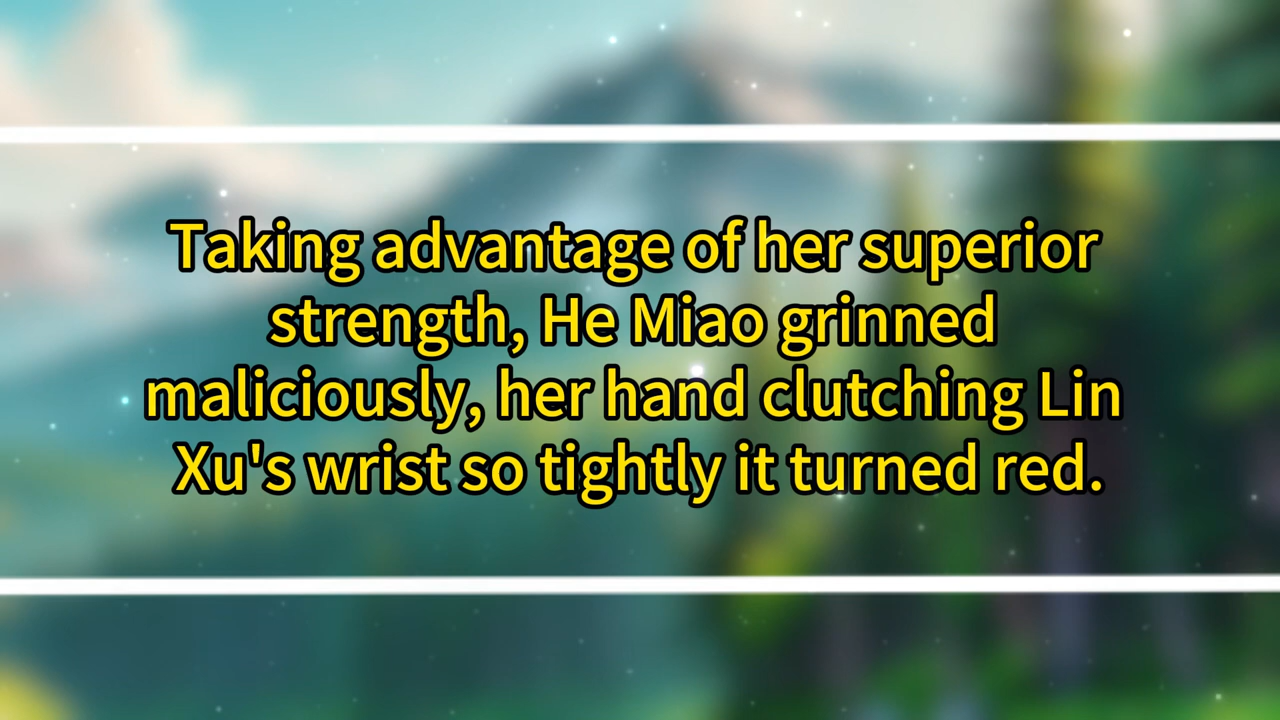 Taking advantage of her superior
strength, He Miao grinned
maliciously, her hand clutching Lin
Xu's wrist so tightly it turned red.